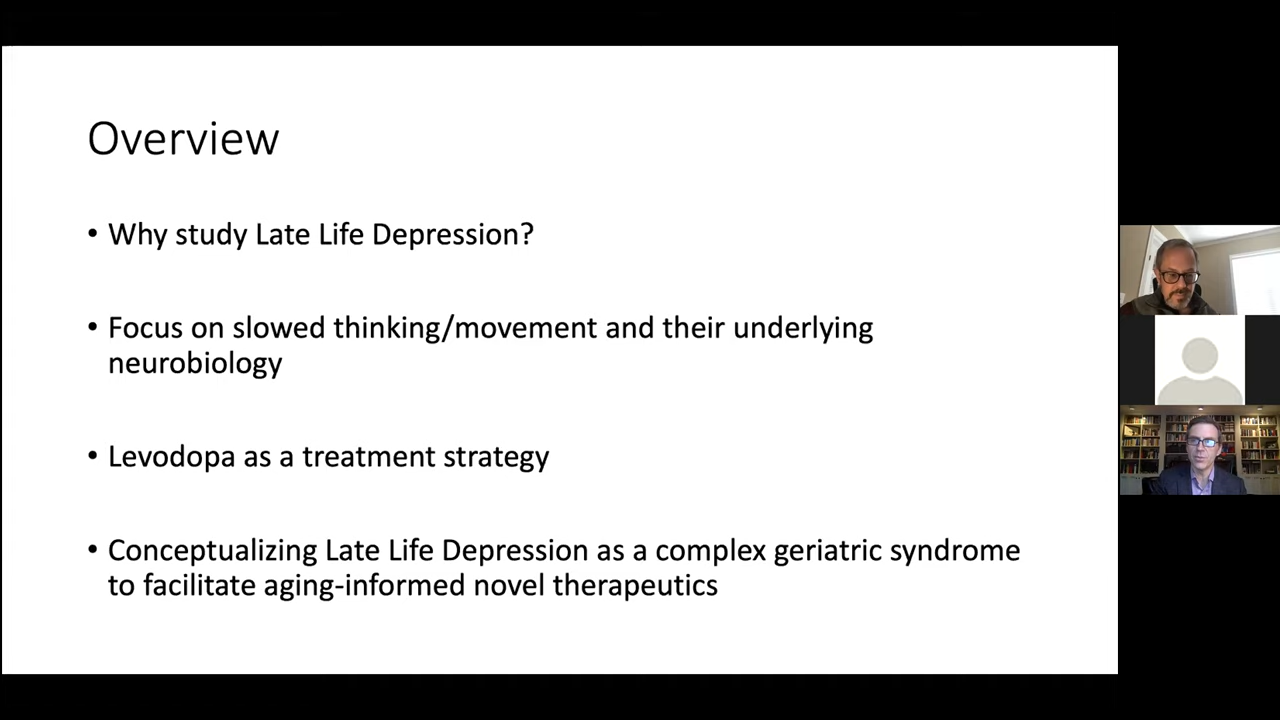 Overview
• Why study Late Life Depression?
• Focus on slowed thinking/movement and their underlying
neurobiology
• Levodopa as a treatment strategy
• Conceptualizing Late Life Depression as a complex geriatric syndrome
to facilitate aging-informed novel therapeutics